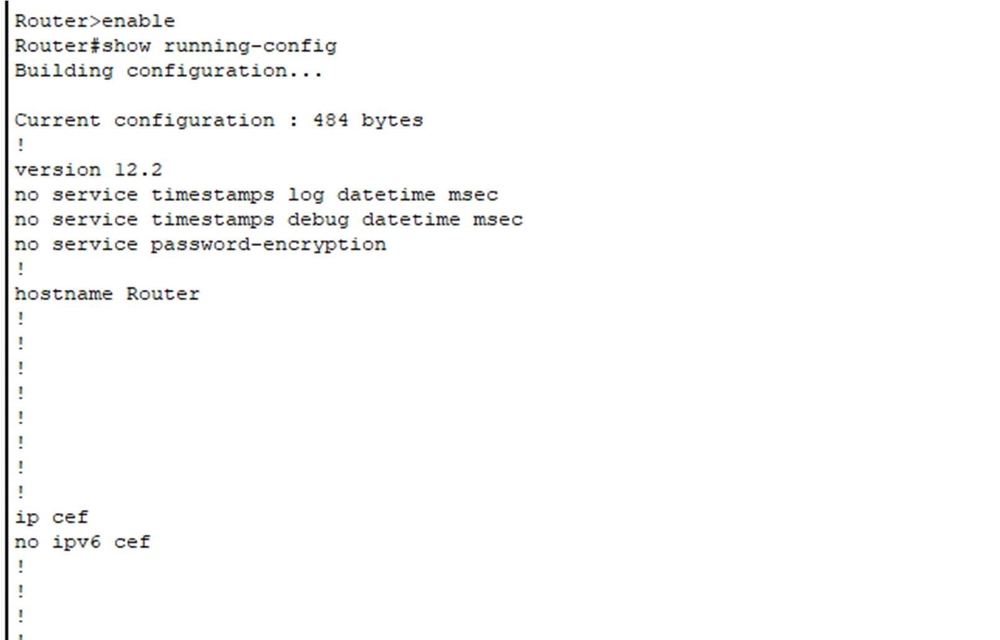 Router>enable
Router#show running-config
Building configuration...
Current configuration : 484 bytes
!
version 12.2
no service timestamps log datetime msec
no service timestamps debug datetime msec
no service password-encryption
!
hostname Router
!
!
!
!
!
!
!
!
ip cef
no ipv6 cef
!
!
!
!